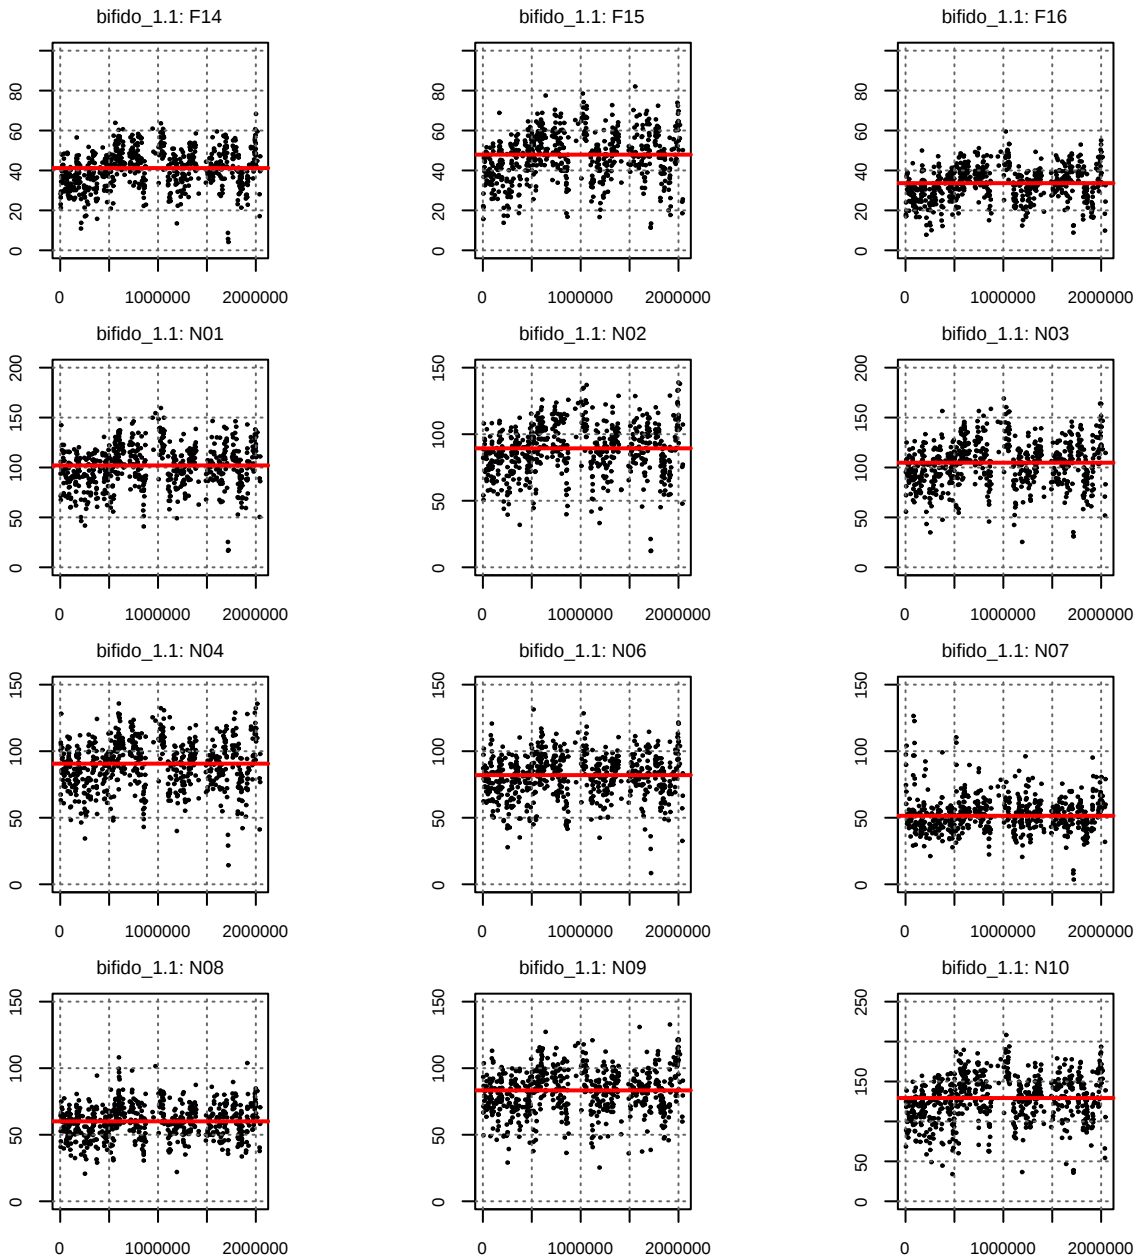 bifido_1.1: F14 bifido_1.1: F15 bifido_1.1: F16
0 20 40 60 80 0 20 40 60 80 0 20 40 60 80
0 1000000 2000000 0 1000000 2000000 0 1000000 2000000
bifido_1.1: N01 bifido_1.1: N02 bifido_1.1: N03
0 50 100 150 200 0 50 100 150 0 50 100 150 200
0 1000000 2000000 0 1000000 2000000 0 1000000 2000000
bifido_1.1: N04 bifido_1.1: N06 bifido_1.1: N07
0 50 100 150 0 50 100 150 0 50 100 150
0 1000000 2000000 0 1000000 2000000 0 1000000 2000000
bifido_1.1: N08 bifido_1.1: N09 bifido_1.1: N10
0 50 100 150 0 50 100 150 0 50 150 250
0 1000000 2000000 0 1000000 2000000 0 1000000 2000000